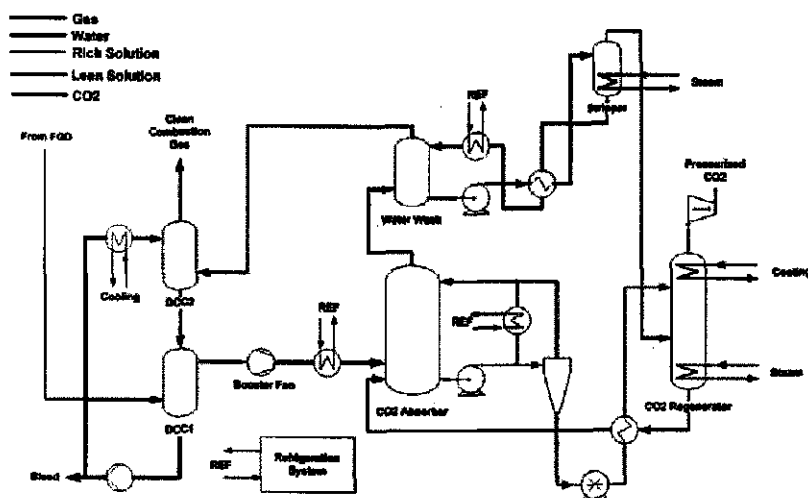 Gas
Water
Rich Solution
Lean Solution
CO2
From FGD
Clean
Combustion
Gas
REF
Steam
Stripper
Pressurized
CO2
Water Wash
Cooling
DCC2
REF
REF
Cooling
Booster Fan
CO2 Absorber
Steam
CO2 Regenerator
DCC1
Bleed
REF
Refrigeration
System